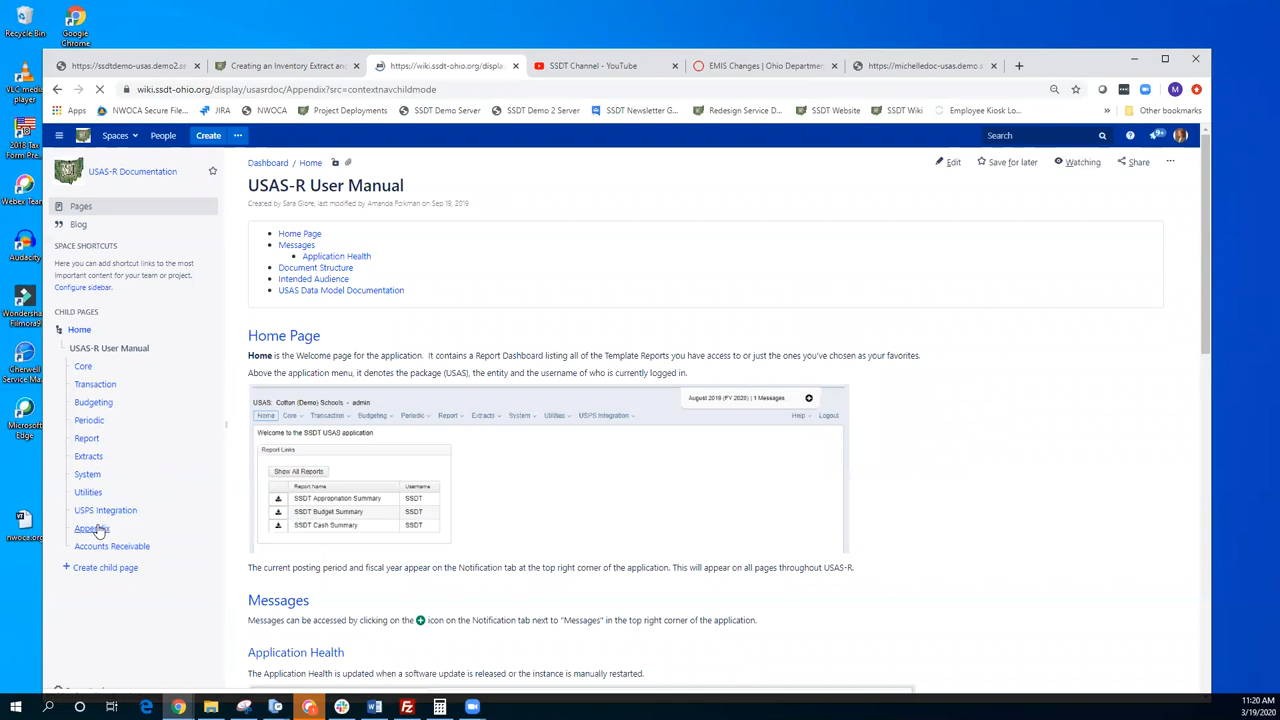 Recycle Bin
Google Chrome
VLC media player
2018 Tax Form Pre...
Webex Team
Audacity
Wondersha Filmora9
Cherwell Service Ma...
Microsoft Edge
nwoca.org
https://ssdtdemo-usas.demo2.ss
Creating an Inventory Extract and
https://wiki.ssdt-ohio.org/display
SSDT Channel - YouTube
EMIS Changes | Ohio Department
https://michelledoc-usas.demo.s
wiki.ssdt-ohio.org/display/usasrdoc/Appendix?src=contextnavchildmode
M
Apps
NWOCA Secure File...
JIRA
NWOCA
Project Deployments
SSDT Demo Server
SSDT Demo 2 Server
SSDT Newsletter G...
Redesign Service D...
SSDT Website
SSDT Wiki
Employee Kiosk Lo...
Other bookmarks
Spaces
People
Create
Search
9+
USAS-R Documentation
Pages
Blog
SPACE SHORTCUTS
Here you can add shortcut links to the most
important content for your team or project.
Configure sidebar.
CHILD PAGES
Home
USAS-R User Manual
Core
Transaction
Budgeting
Periodic
Report
Extracts
System
Utilities
USPS Integration
Appendix
Accounts Receivable
+ Create child page
Dashboard / Home
Edit
Save for later
Watching
Share
USAS-R User Manual
Created by Sara Glore, last modified by Amanda Folkman on Sep 19, 2019
• Home Page
• Messages
• Application Health
• Document Structure
• Intended Audience
• USAS Data Model Documentation
Home Page
Home is the Welcome page for the application. It contains a Report Dashboard listing all of the Template Reports you have access to or just the ones you've chosen as your favorites.
Above the application menu, it denotes the package (USAS), the entity and the username of who is currently logged in.
USAS: Cotton (Demo) Schools - admin
August 2019 (FY 2020) | 1 Messages
Home Core Transaction Budgeting Periodic Report Extracts System Utilities USPS Integration Help Logout
Welcome to the SSDT USAS application
Report Links
Show All Reports
Report Name Username
SSDT Appropriation Summary SSDT
SSDT Budget Summary SSDT
SSDT Cash Summary SSDT
The current posting period and fiscal year appear on the Notification tab at the top right corner of the application. This will appear on all pages throughout USAS-R.
Messages
Messages can be accessed by clicking on the icon on the Notification tab next to "Messages" in the top right corner of the application.
Application Health
The Application Health is updated when a software update is released or the instance is manually restarted.
11:20 AM
3/19/2020